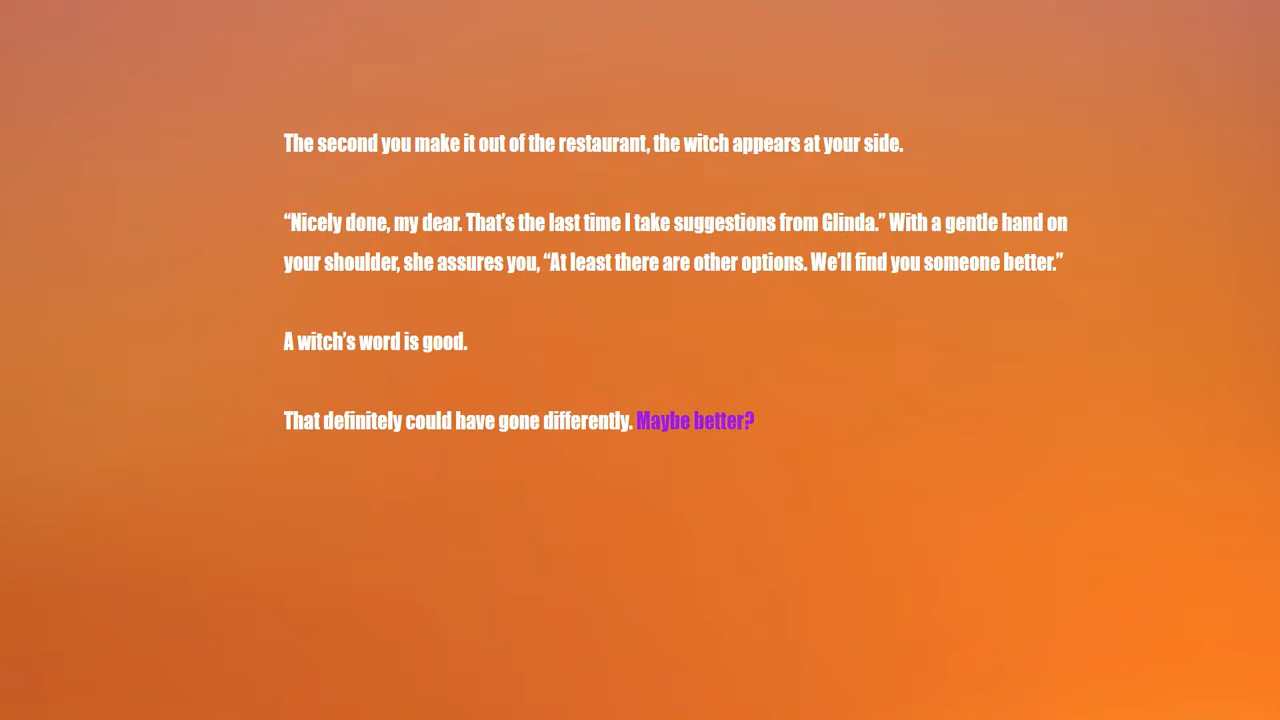 The second you make it out of the restaurant, the witch appears at your side.
“Nicely done, my dear. That’s the last time I take suggestions from Glinda.” With a gentle hand on
your shoulder, she assures you, “At least there are other options. We’ll find you someone better.”
A witch’s word is good.
That definitely could have gone differently. Maybe better?